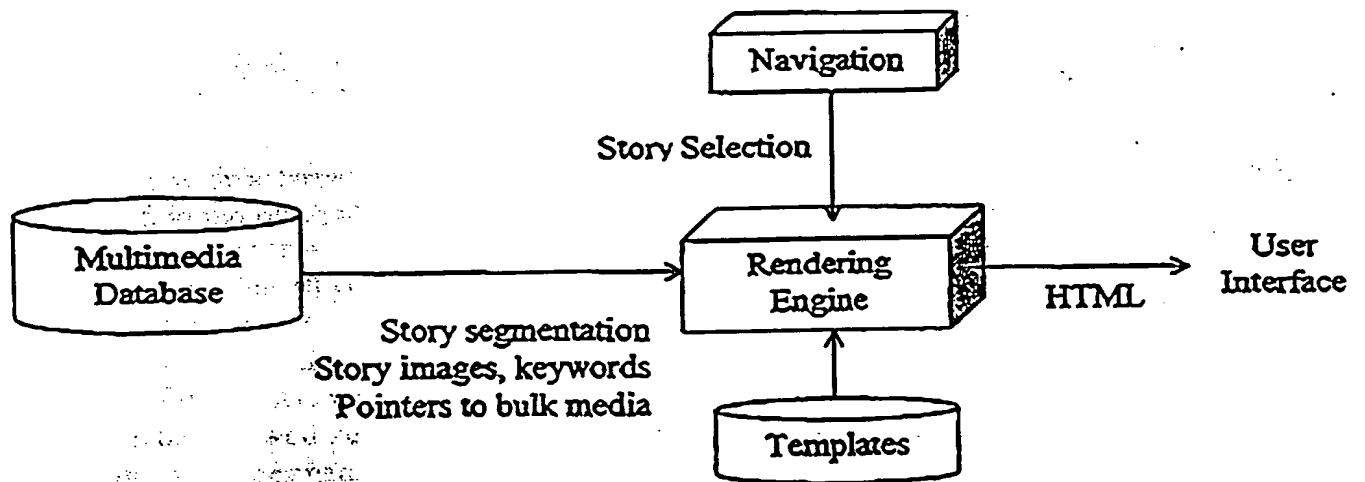 Navigation
Story Selection
Multimedia
Database
Rendering
Engine
User
Interface
HTML
Story segmentation
Story images, keywords
Pointers to bulk media
Templates